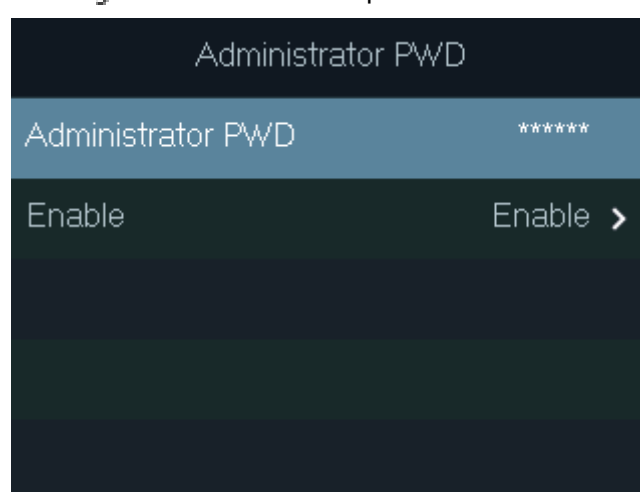 Administrator PWD
Administrator PWD ******
Enable Enable >